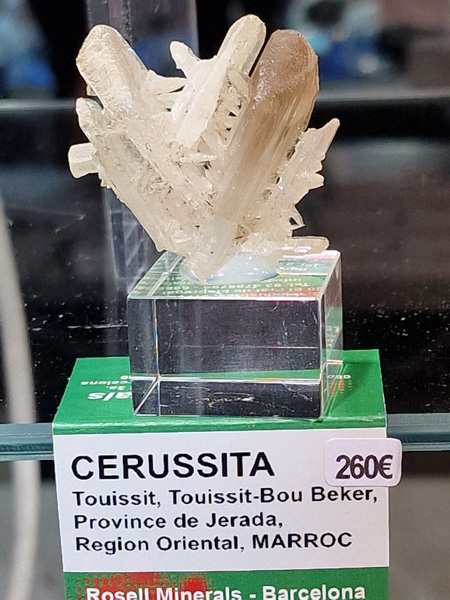 CERUSSITA
260€
Touissit, Touissit-Bou Beker,
Province de Jerada,
Region Oriental, MARROC
Rosell Minerals - Barcelona